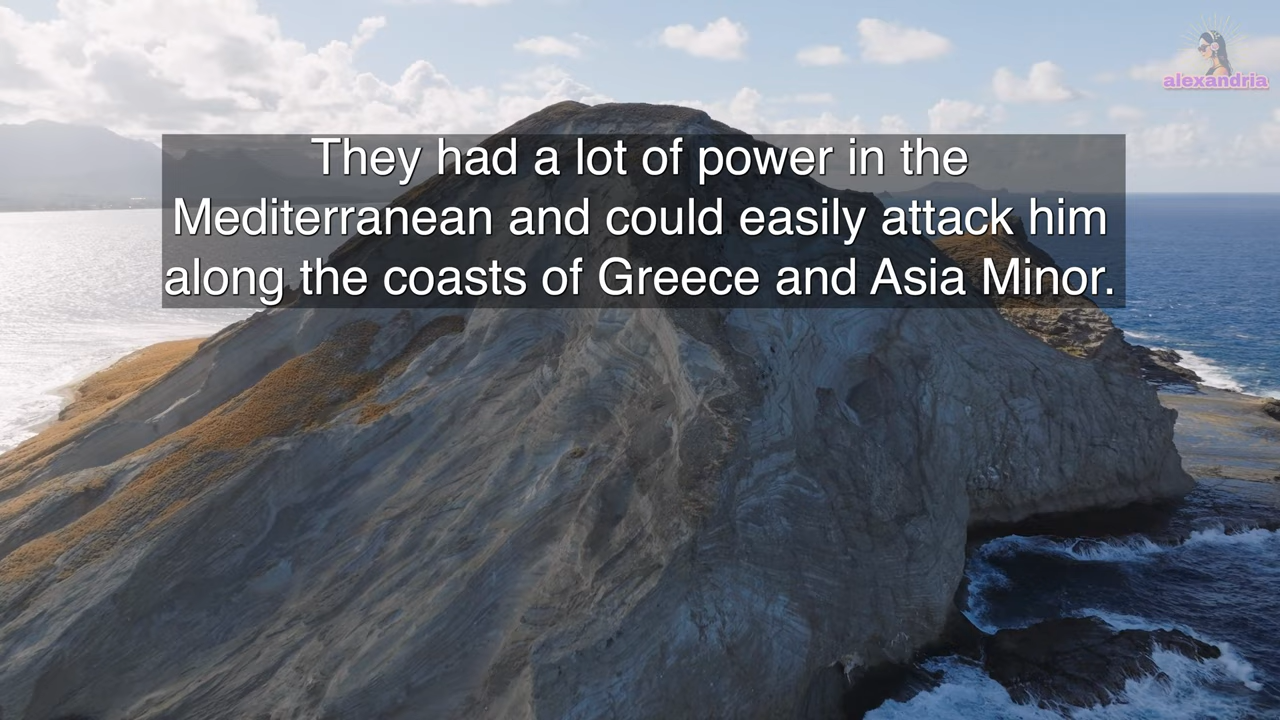 alexandria
They had a lot of power in the
Mediterranean and could easily attack him
along the coasts of Greece and Asia Minor.